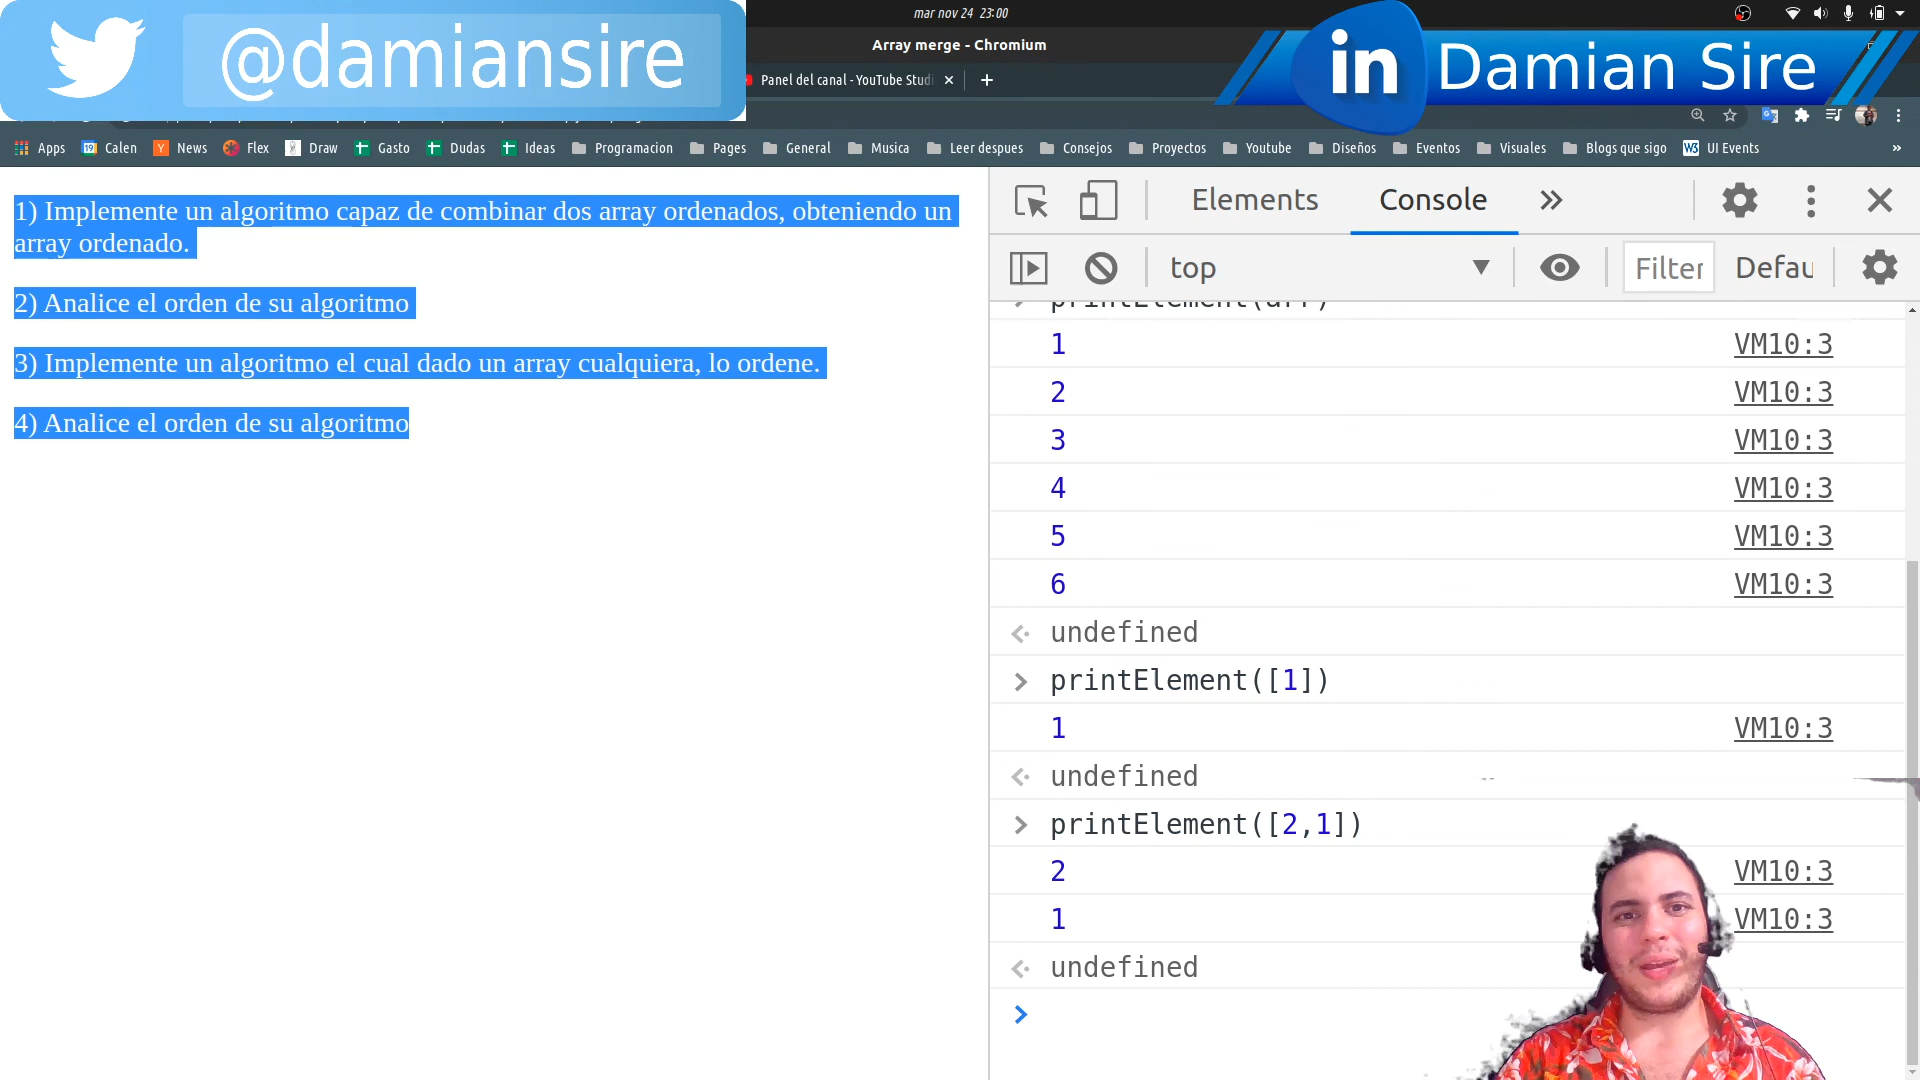 mar nov 24 23:00
Array merge - Chromium
@damiansire
in Damian Sire
Panel del canal - YouTube Studi
Apps Calen News Flex Draw Gasto Dudas Ideas Programacion Pages General Musica Leer despues Consejos Proyectos Youtube Diseños Eventos Visuales Blogs que sigo UI Events »
1) Implemente un algoritmo capaz de combinar dos array ordenados, obteniendo un
array ordenado.
2) Analice el orden de su algoritmo
3) Implemente un algoritmo el cual dado un array cualquiera, lo ordene.
4) Analice el orden de su algoritmo
Elements Console
top Filter Defau
printElement(arr)
1 VM10:3
2 VM10:3
3 VM10:3
4 VM10:3
5 VM10:3
6 VM10:3
undefined
printElement([1])
1 VM10:3
undefined
printElement([2,1])
2 VM10:3
1 VM10:3
undefined